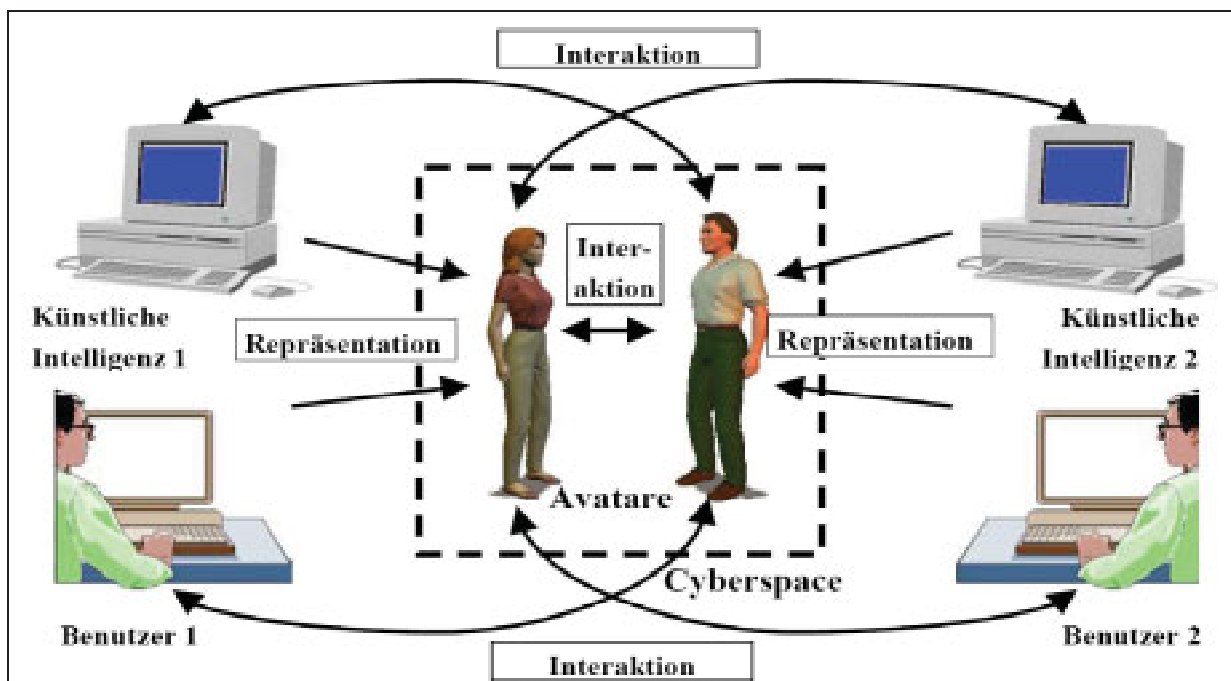 Interaktion
Inter-
aktion
Künstliche
Intelligenz 1
Repräsentation
Repräsentation
Künstliche
Intelligenz 2
Avatare
Cyberspace
Benutzer 1
Benutzer 2
Interaktion